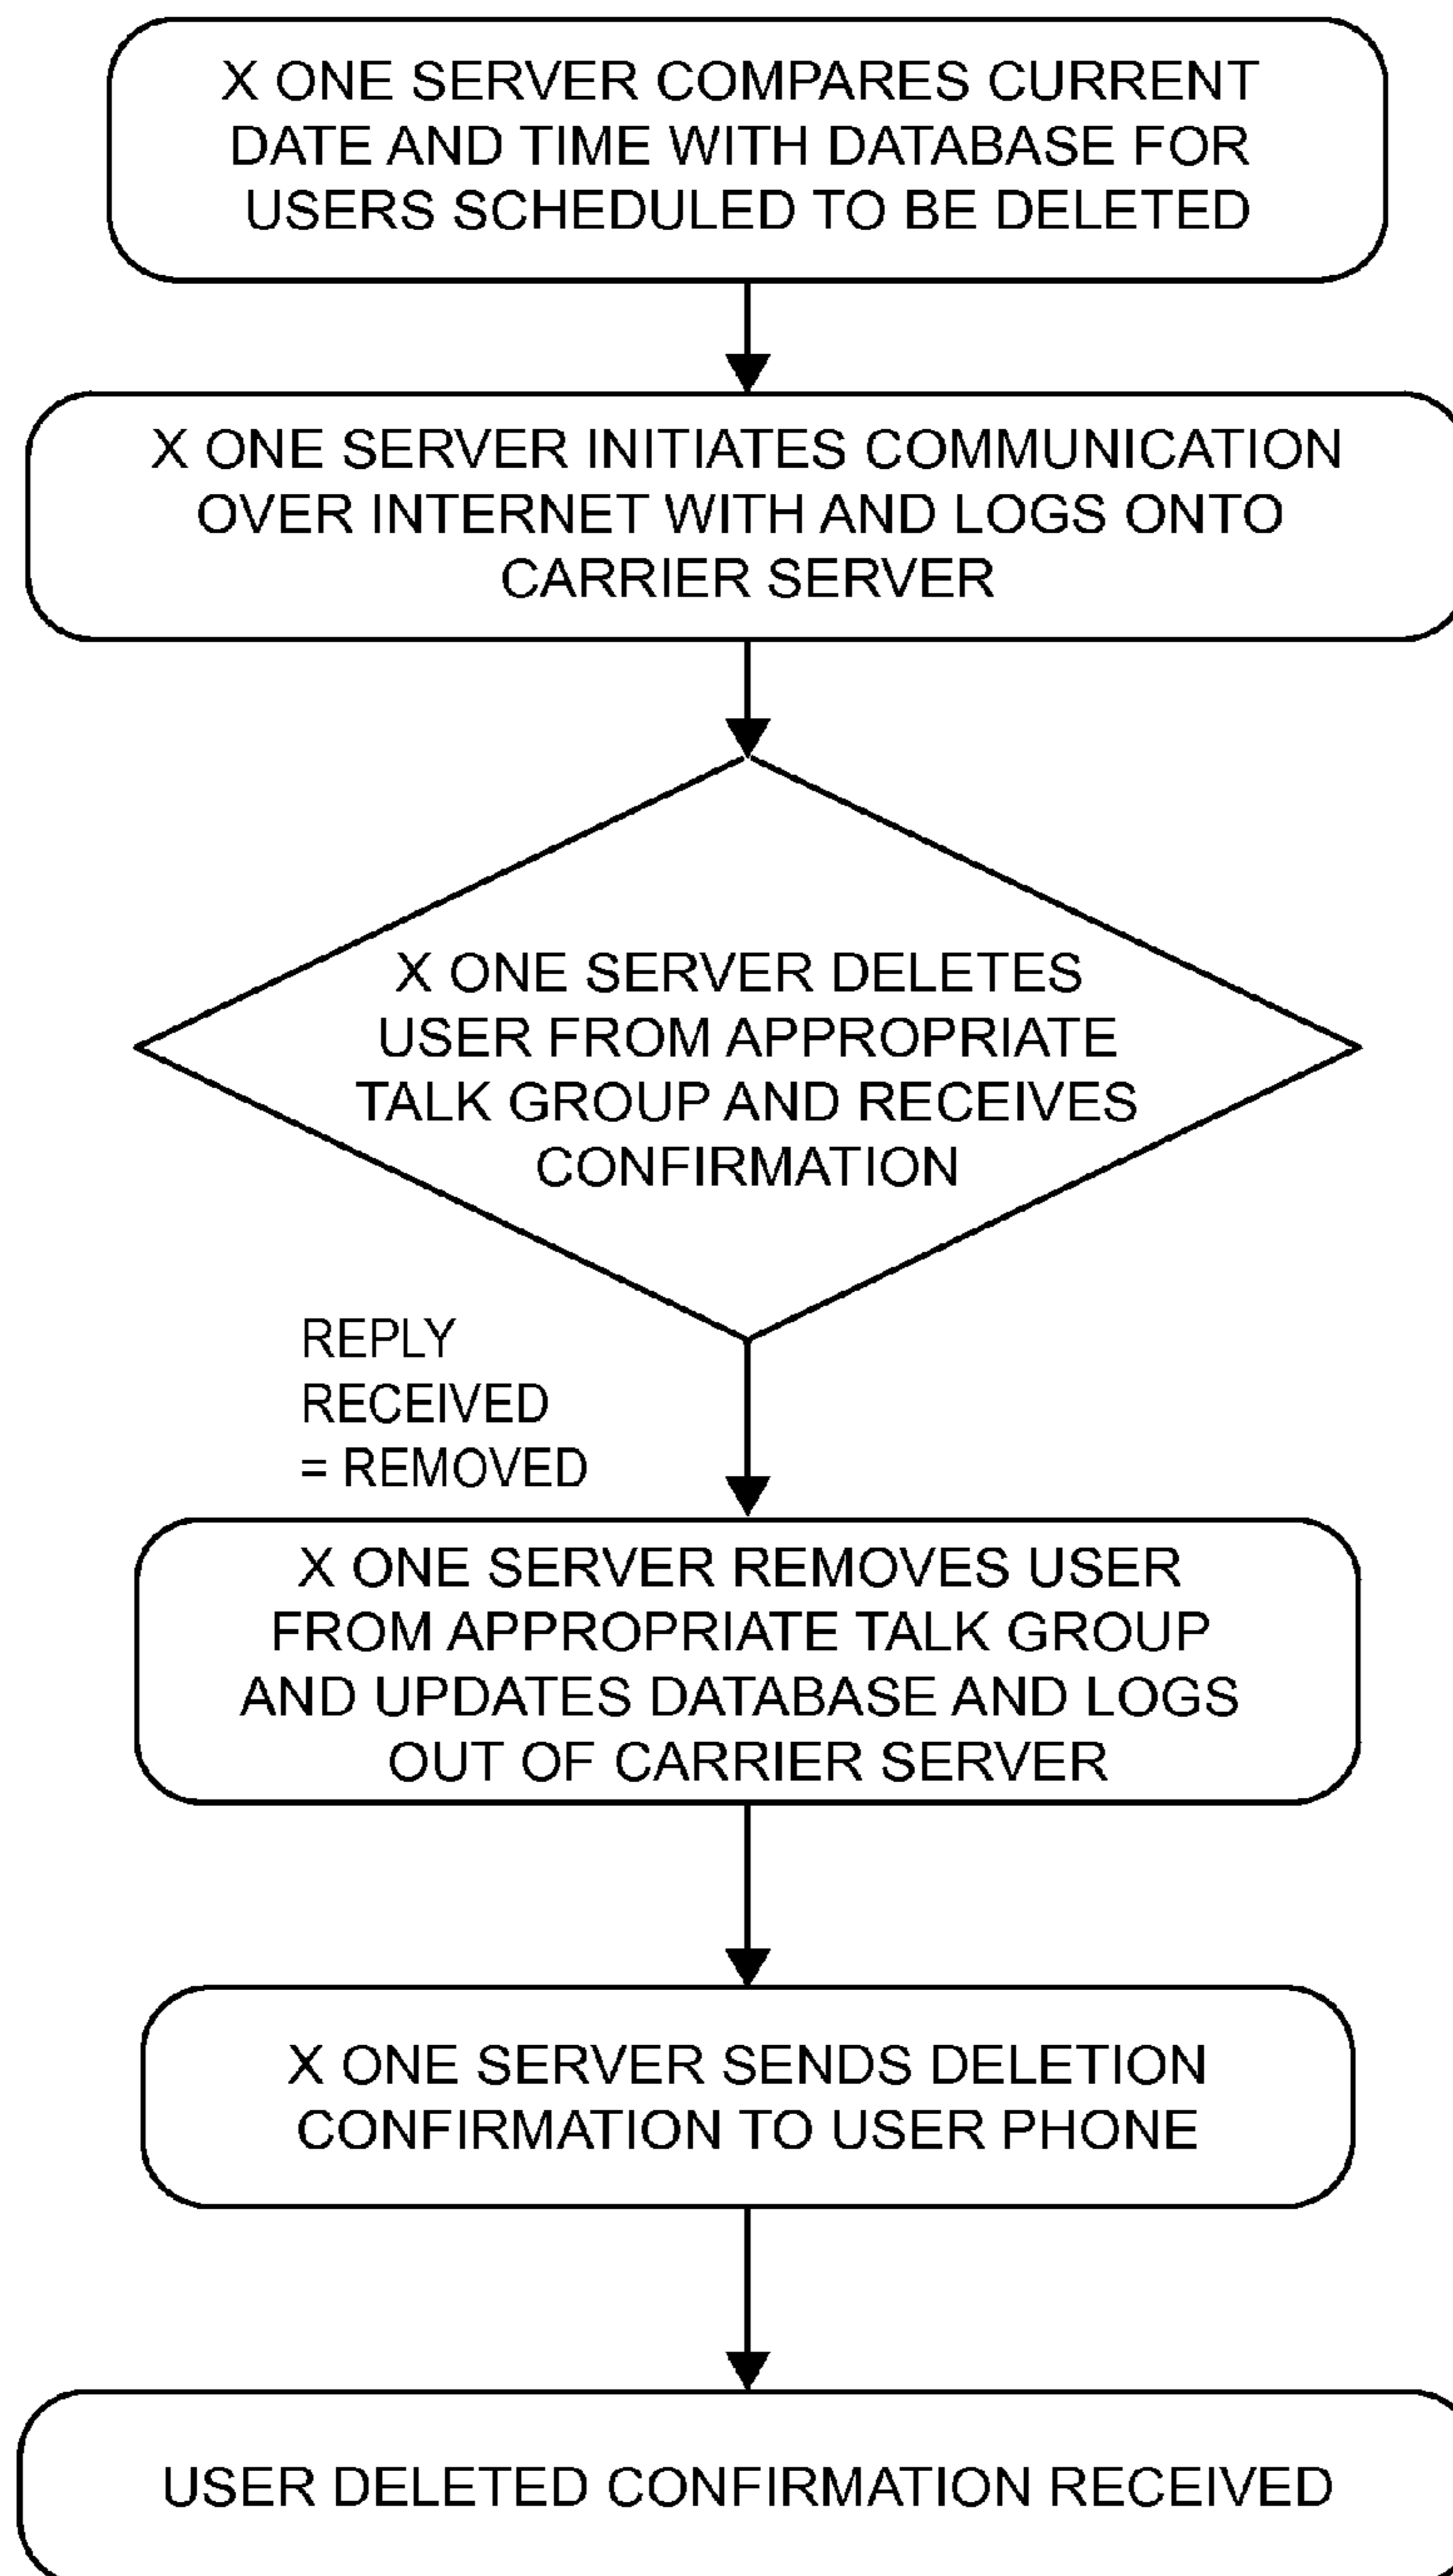 X ONE SERVER COMPARES CURRENT
DATE AND TIME WITH DATABASE FOR
USERS SCHEDULED TO BE DELETED
X ONE SERVER INITIATES COMMUNICATION
OVER INTERNET WITH AND LOGS ONTO
CARRIER SERVER
X ONE SERVER DELETES
USER FROM APPROPRIATE
TALK GROUP AND RECEIVES
CONFIRMATION
REPLY
RECEIVED
= REMOVED
X ONE SERVER REMOVES USER
FROM APPROPRIATE TALK GROUP
AND UPDATES DATABASE AND LOGS
OUT OF CARRIER SERVER
X ONE SERVER SENDS DELETION
CONFIRMATION TO USER PHONE
USER DELETED CONFIRMATION RECEIVED